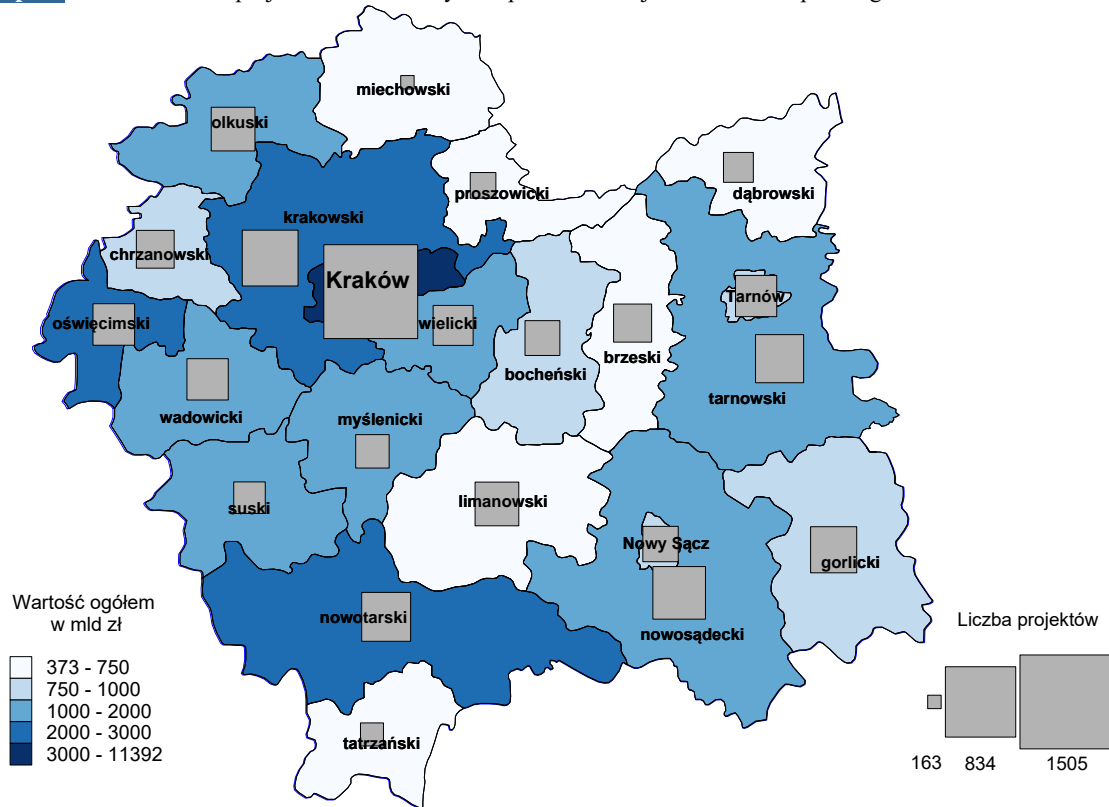 miechowski
olkuski
proszowicki
dąbrowski
krakowski
chrzanowski
Kraków
Tarnów
oświęcimski
wielicki
brzeski
bocheński
tarnowski
wadowicki
myślenicki
suski
limanowski
Nowy Sącz
gorlicki
nowotarski
nowosądecki
tatrzański
Wartość ogółem
w mld zł
373 - 750
750 - 1000
1000 - 2000
2000 - 3000
3000 - 11392
Liczba projektów
163 834 1505